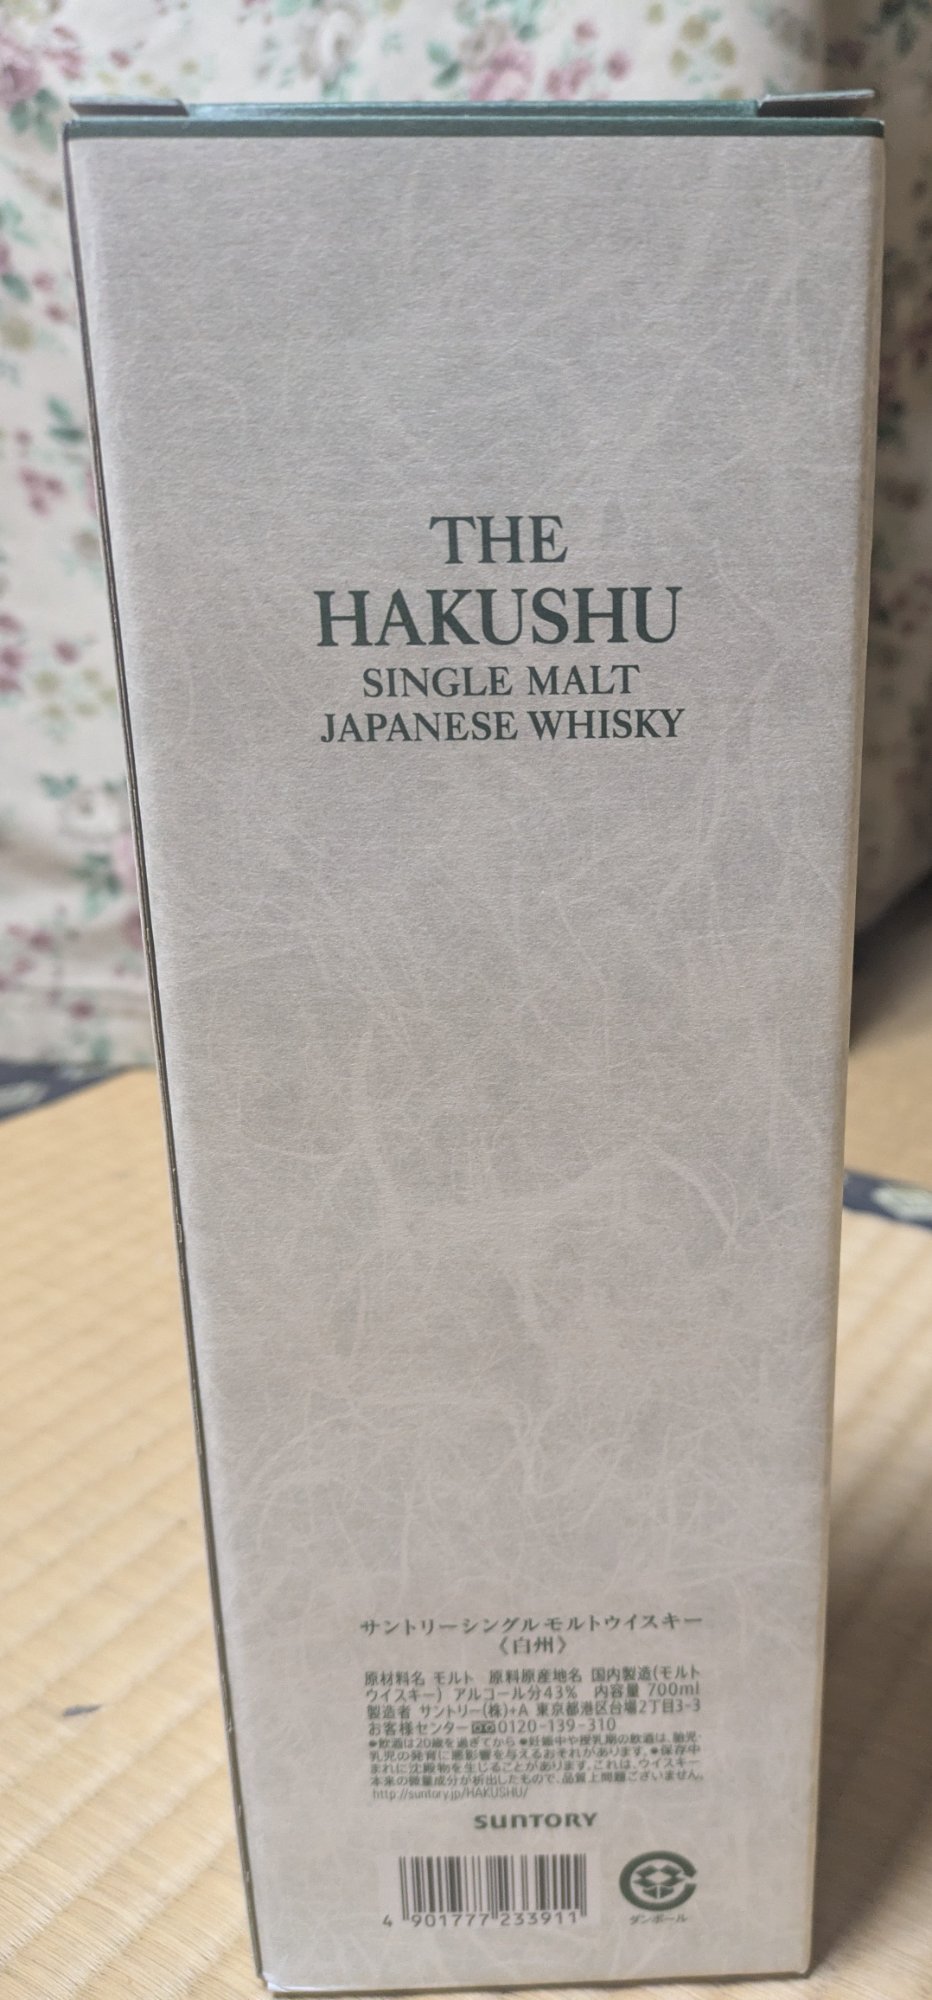 THE
HAKUSHU
SINGLE MALT
JAPANESE WHISKY
サントリーシングルモルトウイスキー
《白州》
原材料名 モルト 原料原産地名 国内製造(モルト
ウイスキー) アルコール分43% 内容量 700ml
製造者 サントリー(株)+A 東京都港区台場2丁目3-3
お客様センター 0120-139-310
●飲酒は20歳を過ぎてから ●妊娠中や授乳期の飲酒は、胎児・
乳児の発育に悪影響を与えるおそれがあります。●保存中
まれに沈殿物を生じることがあります。これは、ウイスキー
本来の微量成分が析出したもので、品質上問題ございません。
http://suntory.jp/HAKUSHU/
SUNTORY
4 901777 233911
ダンボール